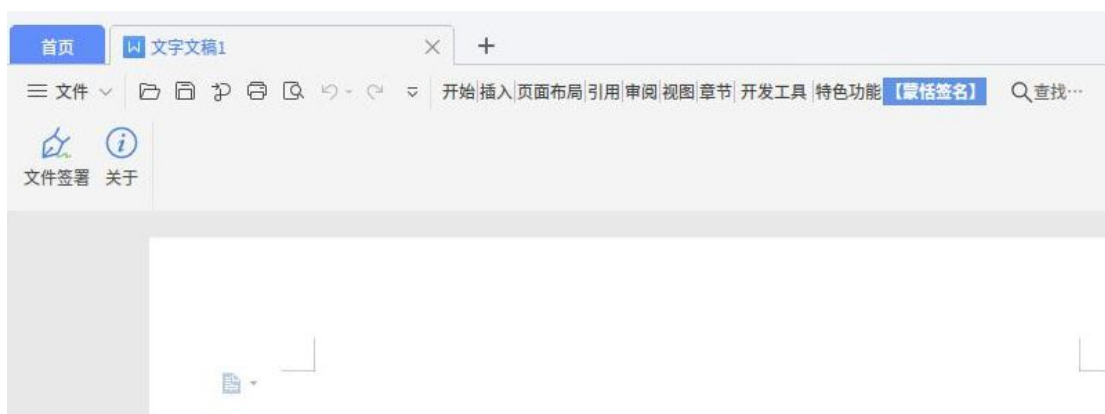 首页 文字文稿1
文件 开始 插入 页面布局 引用 审阅 视图 章节 开发工具 特色功能 【蒙恬签名】 查找…
文件签署 关于